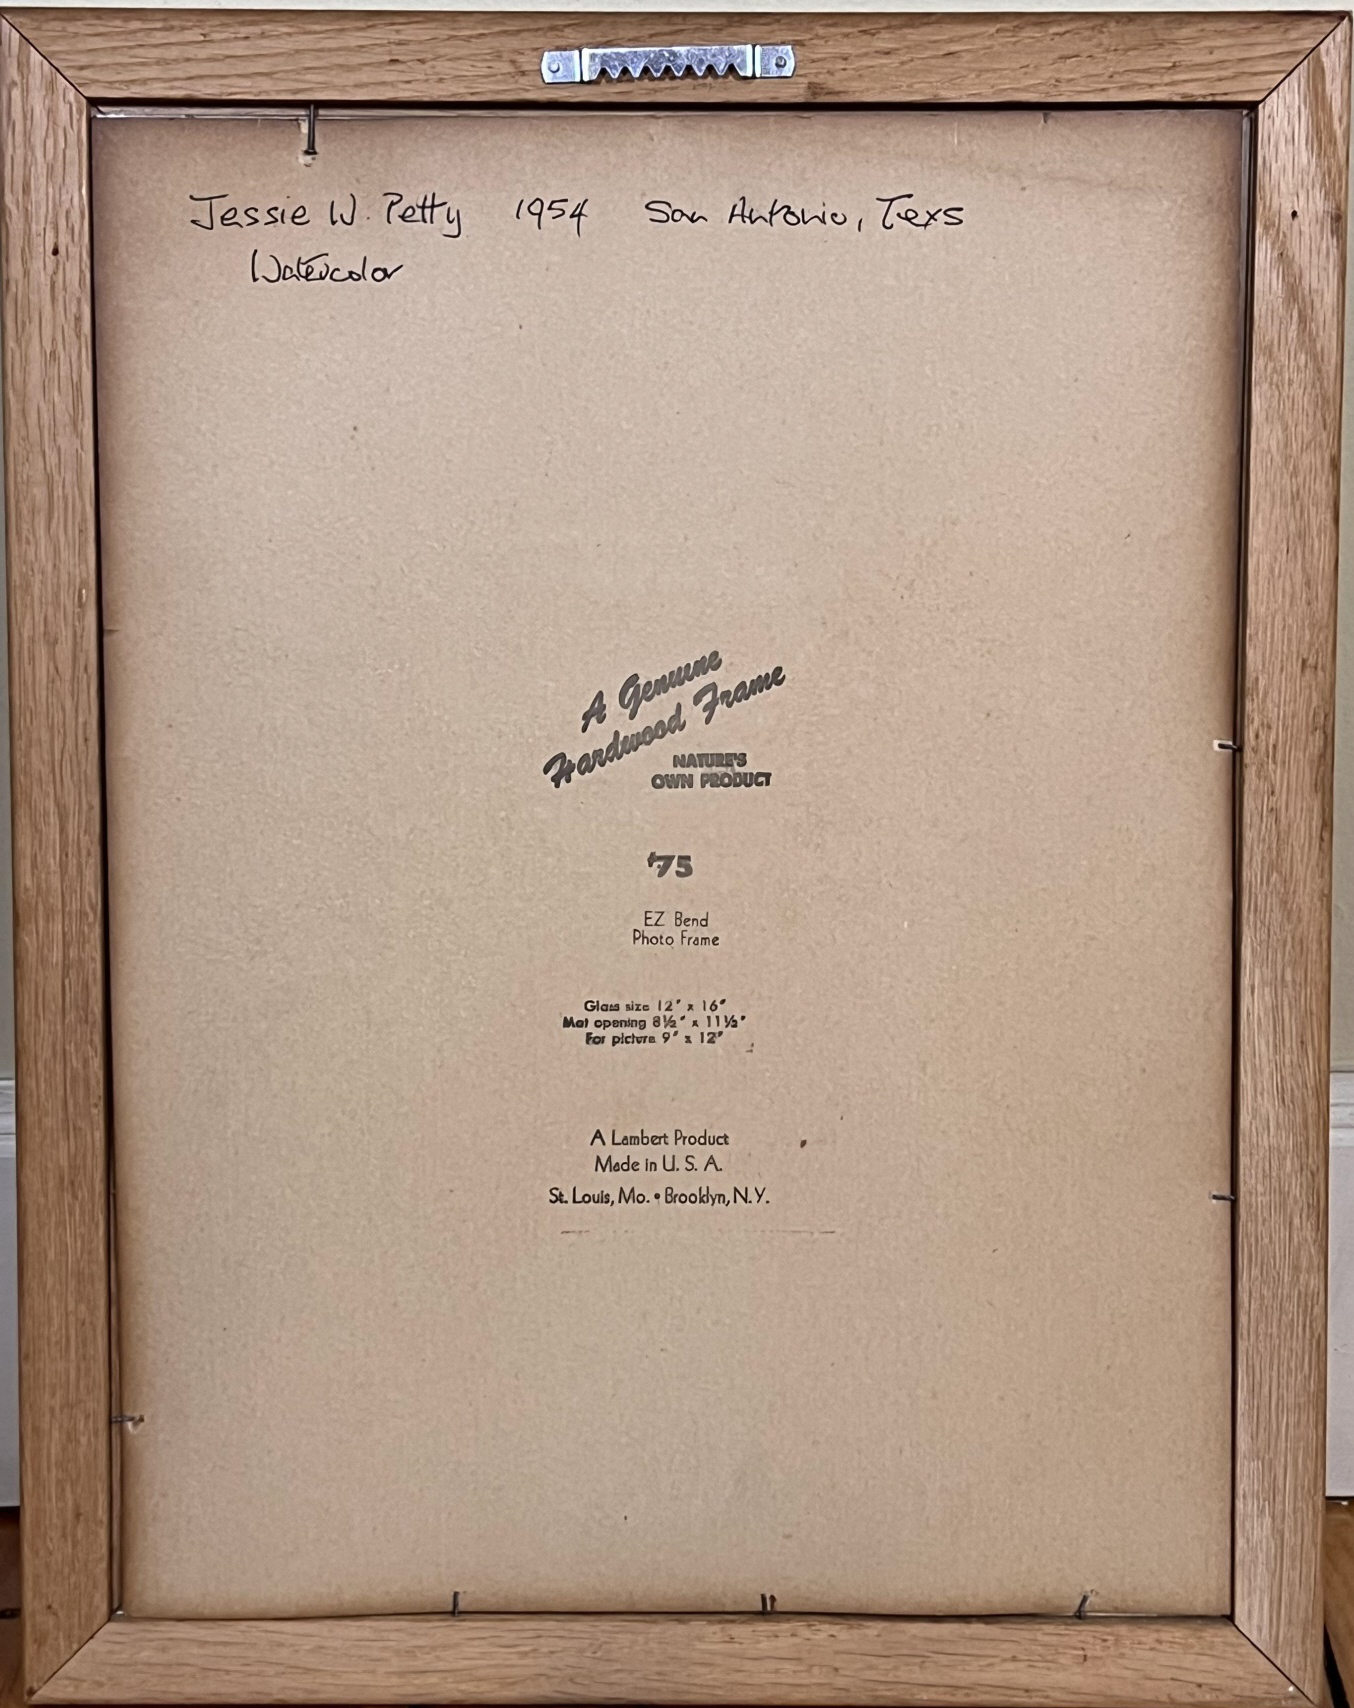 Jessie W. Petty 1954 San Antonio, Texs
Watercolor
A Genuine
Hardwood Frame
NATURE'S
OWN PRODUCT
#75
EZ Bend
Photo Frame
Glass size 12" x 16"
Mat opening 8½" x 11½"
For picture 9" x 12"
A Lambert Product
Made in U. S. A.
St. Louis, Mo. • Brooklyn, N. Y.